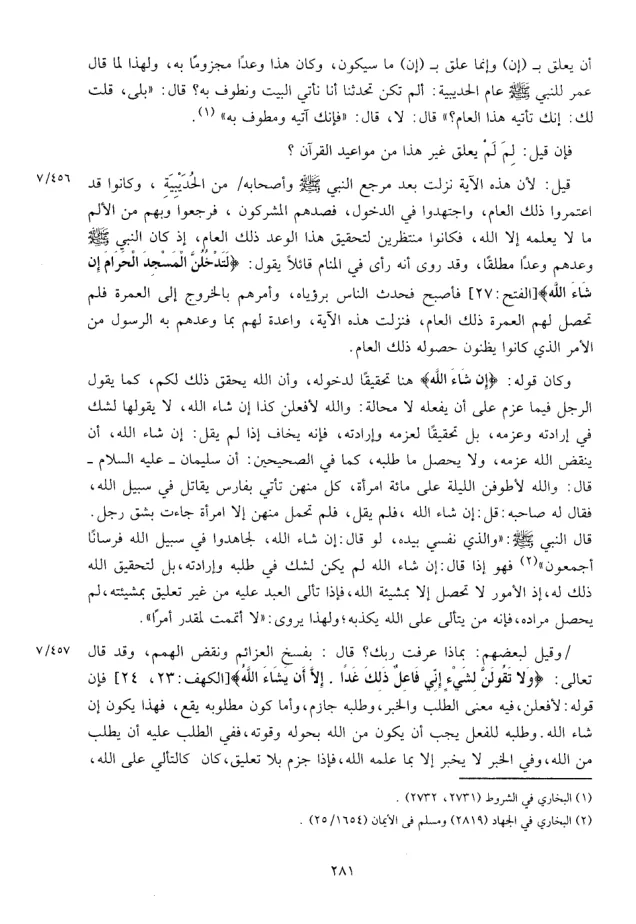 أن يعلق بـ (إن) وإنما علق بـ (إن) ما سيكون، وكان هذا وعدًا مجزومًا به، ولهذا لما قال
عمر للنبي ﷺ عام الحديبية: ألم تكن تحدثنا أنا نأتي البيت ونطوف به؟ قال: «بلى، قلت
لك: إنك تأتيه هذا العام؟» قال: لا، قال: «فإنك آتيه ومطوف به» (١).
فإن قيل: لِمَ لَمْ يعلق غير هذا من مواعيد القرآن ؟
٧/٤٥٦
قيل: لأن هذه الآية نزلت بعد مرجع النبي ﷺ وأصحابه/ من الحُدَيْبِيَة ، وكانوا قد
اعتمروا ذلك العام، واجتهدوا في الدخول، فصدهم المشركون ، فرجعوا وبهم من الألم
ما لا يعلمه إلا الله، فكانوا منتظرين لتحقيق هذا الوعد ذلك العام، إذ كان النبي ﷺ
وعدهم وعدًا مطلقًا، وقد روى أنه رأى في المنام قائلاً يقول: ﴿لَتَدْخُلُنَّ الْمَسْجِدَ الْحَرَامَ إِن
شَاءَ اللَّهُ﴾[الفتح:٢٧] فأصبح فحدث الناس برؤياه، وأمرهم بالخروج إلى العمرة فلم
تحصل لهم العمرة ذلك العام، فنزلت هذه الآية، واعدة لهم بما وعدهم به الرسول من
الأمر الذي كانوا يظنون حصوله ذلك العام.
وكان قوله: ﴿إِن شَاءَ اللَّهُ﴾ هنا تحقيقًا لدخوله، وأن الله يحقق ذلك لكم، كما يقول
الرجل فيما عزم على أن يفعله لا محالة: والله لأفعلن كذا إن شاء الله، لا يقولها لشك
في إرادته وعزمه، بل تحقيقًا لعزمه وإرادته، فإنه يخاف إذا لم يقل: إن شاء الله، أن
ينقض الله عزمه، ولا يحصل ما طلبه، كما في الصحيحين: أن سليمان ـ عليه السلام ـ
قال: والله لأطوفن الليلة على مائة امرأة، كل منهن تأتي بفارس يقاتل في سبيل الله،
فقال له صاحبه:قل:إن شاء الله ،فلم يقل، فلم تحمل منهن إلا امرأة جاءت بشق رجل.
قال النبي ﷺ:«والذي نفسي بيده، لو قال:إن شاء الله، لجاهدوا في سبيل الله فرسانًا
أجمعون»(٢) فهو إذا قال:إن شاء الله لم يكن لشك في طلبه وإرادته،بل لتحقيق الله
ذلك له،إذ الأمور لا تحصل إلا بمشيئة الله،فإذا تألى العبد عليه من غير تعليق بمشيئته،لم
يحصل مراده،فإنه من يتألى على الله يكذبه؛ولهذا يروى:«لا أتممت لمقدر أمرًا».
٧/٤٥٧
/وقيل لبعضهم: بماذا عرفت ربك؟ قال : بفسخ العزائم ونقض الهمم، وقد قال
تعالى: ﴿وَلا تَقُولَنَّ لِشَيْءٍ إِنِّي فَاعِلٌ ذَلِكَ غَدًا . إِلاَّ أَن يَشَاءَ اللَّهُ﴾[الكهف:٢٣، ٢٤] فإن
قوله:لأفعلن،فيه معنى الطلب والخبر،وطلبه جازم،وأما كون مطلوبه يقع، فهذا يكون إن
شاء الله.وطلبه للفعل يجب أن يكون من الله بحوله وقوته،ففي الطلب عليه أن يطلب
من الله،وفي الخبر لا يخبر إلا بما علمه الله،فإذا جزم بلا تعليق،كان كالتألي على الله،
(١) البخاري في الشروط (٢٧٣١، ٢٧٣٢) .
(٢) البخاري في الجهاد (٢٨١٩) ومسلم فى الأيمان (٢٥/١٦٥٤) .
٢٨١